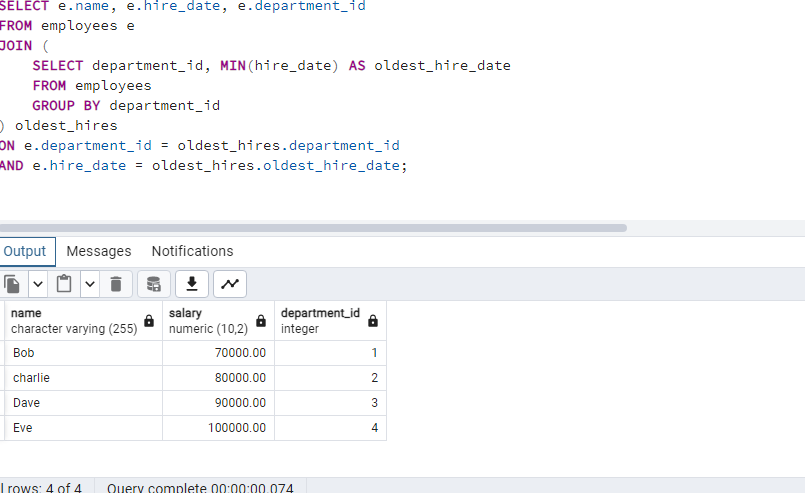 SELECT e.name, e.hire_date, e.department_id
FROM employees e
JOIN (
SELECT department_id, MIN(hire_date) AS oldest_hire_date
FROM employees
GROUP BY department_id
) oldest_hires
ON e.department_id = oldest_hires.department_id
AND e.hire_date = oldest_hires.oldest_hire_date;
Output Messages Notifications
name salary department_id
character varying (255) numeric (10,2) integer
Bob 70000.00 1
charlie 80000.00 2
Dave 90000.00 3
Eve 100000.00 4
l rows: 4 of 4 Query complete 00:00:00.074